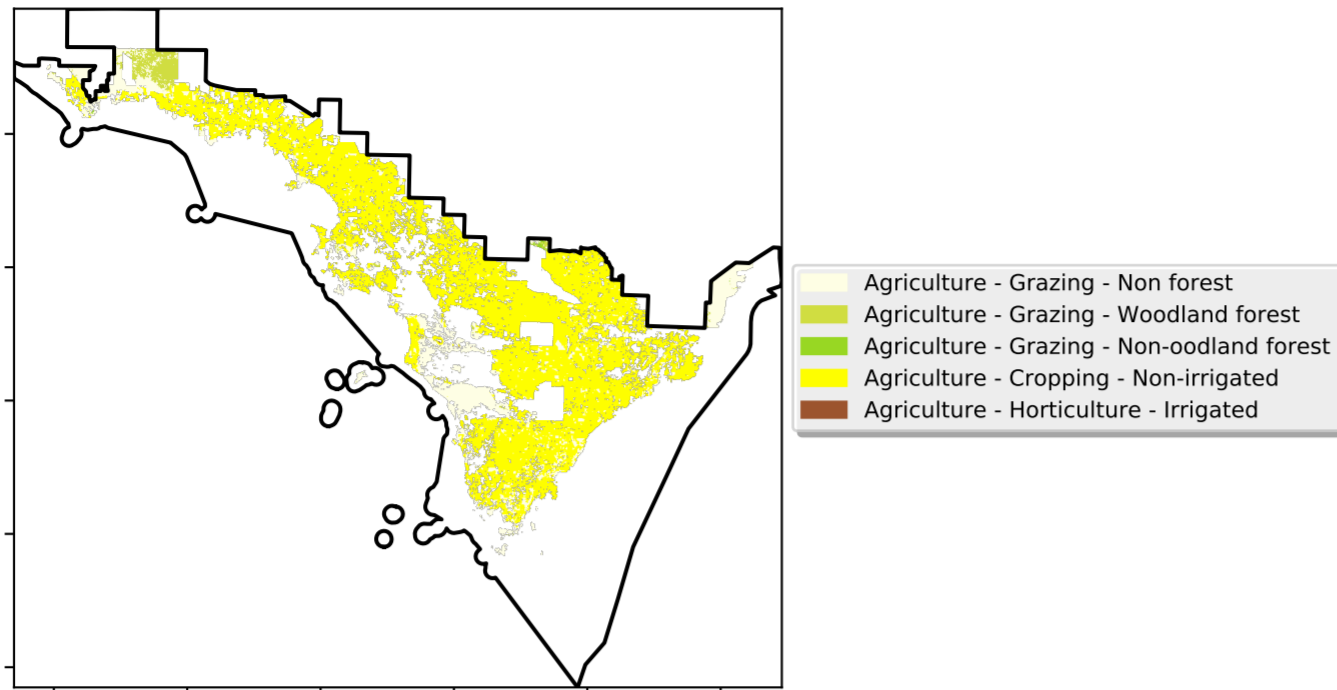 Agriculture - Grazing - Non forest
Agriculture - Grazing - Woodland forest
Agriculture - Grazing - Non-oodland forest
Agriculture - Cropping - Non-irrigated
Agriculture - Horticulture - Irrigated